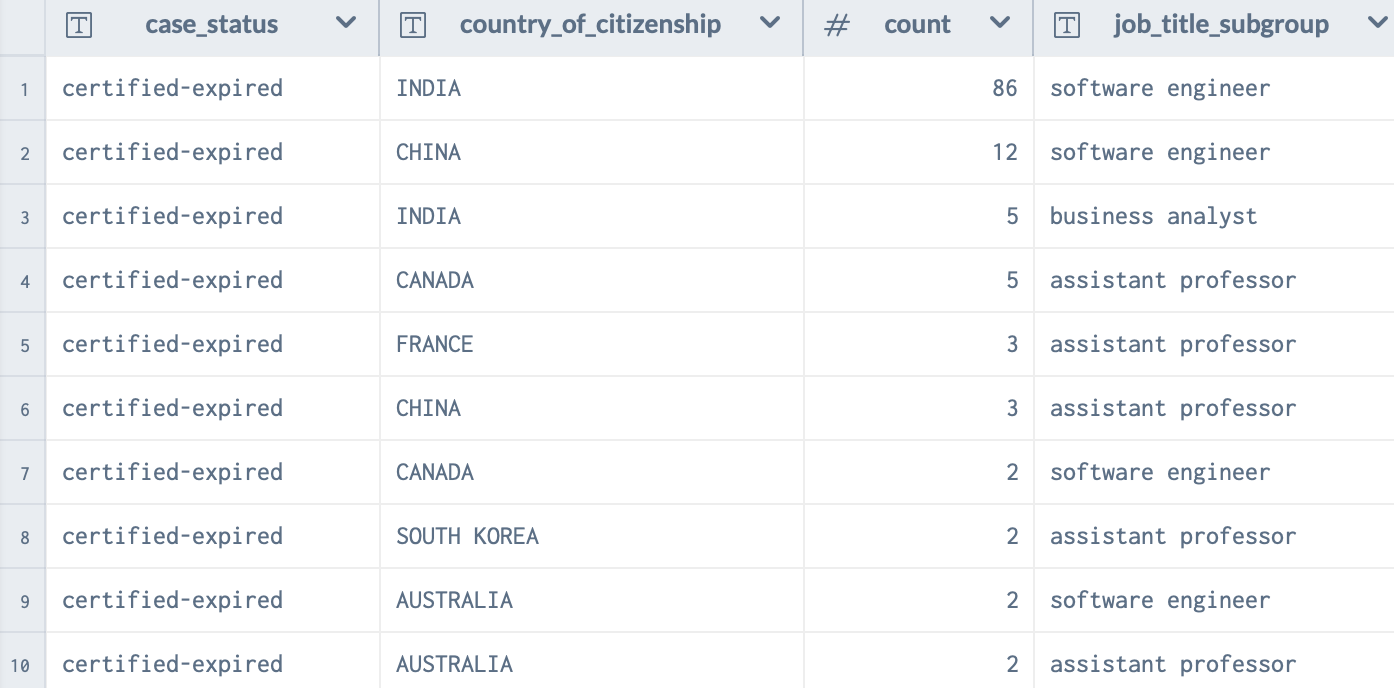 case_status country_of_citizenship # count job_title_subgroup
1 certified-expired INDIA 86 software engineer
2 certified-expired CHINA 12 software engineer
3 certified-expired INDIA 5 business analyst
4 certified-expired CANADA 5 assistant professor
5 certified-expired FRANCE 3 assistant professor
6 certified-expired CHINA 3 assistant professor
7 certified-expired CANADA 2 software engineer
8 certified-expired SOUTH KOREA 2 assistant professor
9 certified-expired AUSTRALIA 2 software engineer
10 certified-expired AUSTRALIA 2 assistant professor